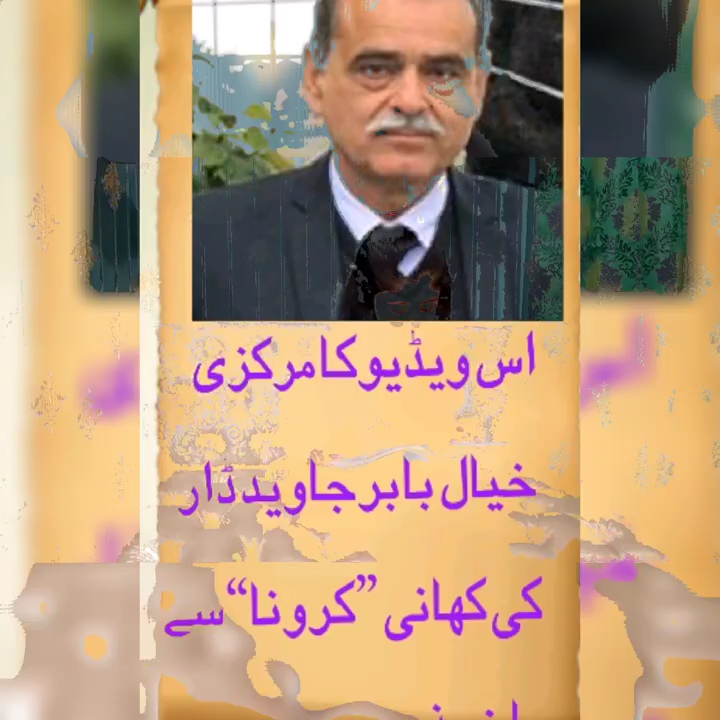 اس ویڈیو کا مرکزی
خیال بابر جاوید ڈار
کی کہانی ”کرونا“ سے